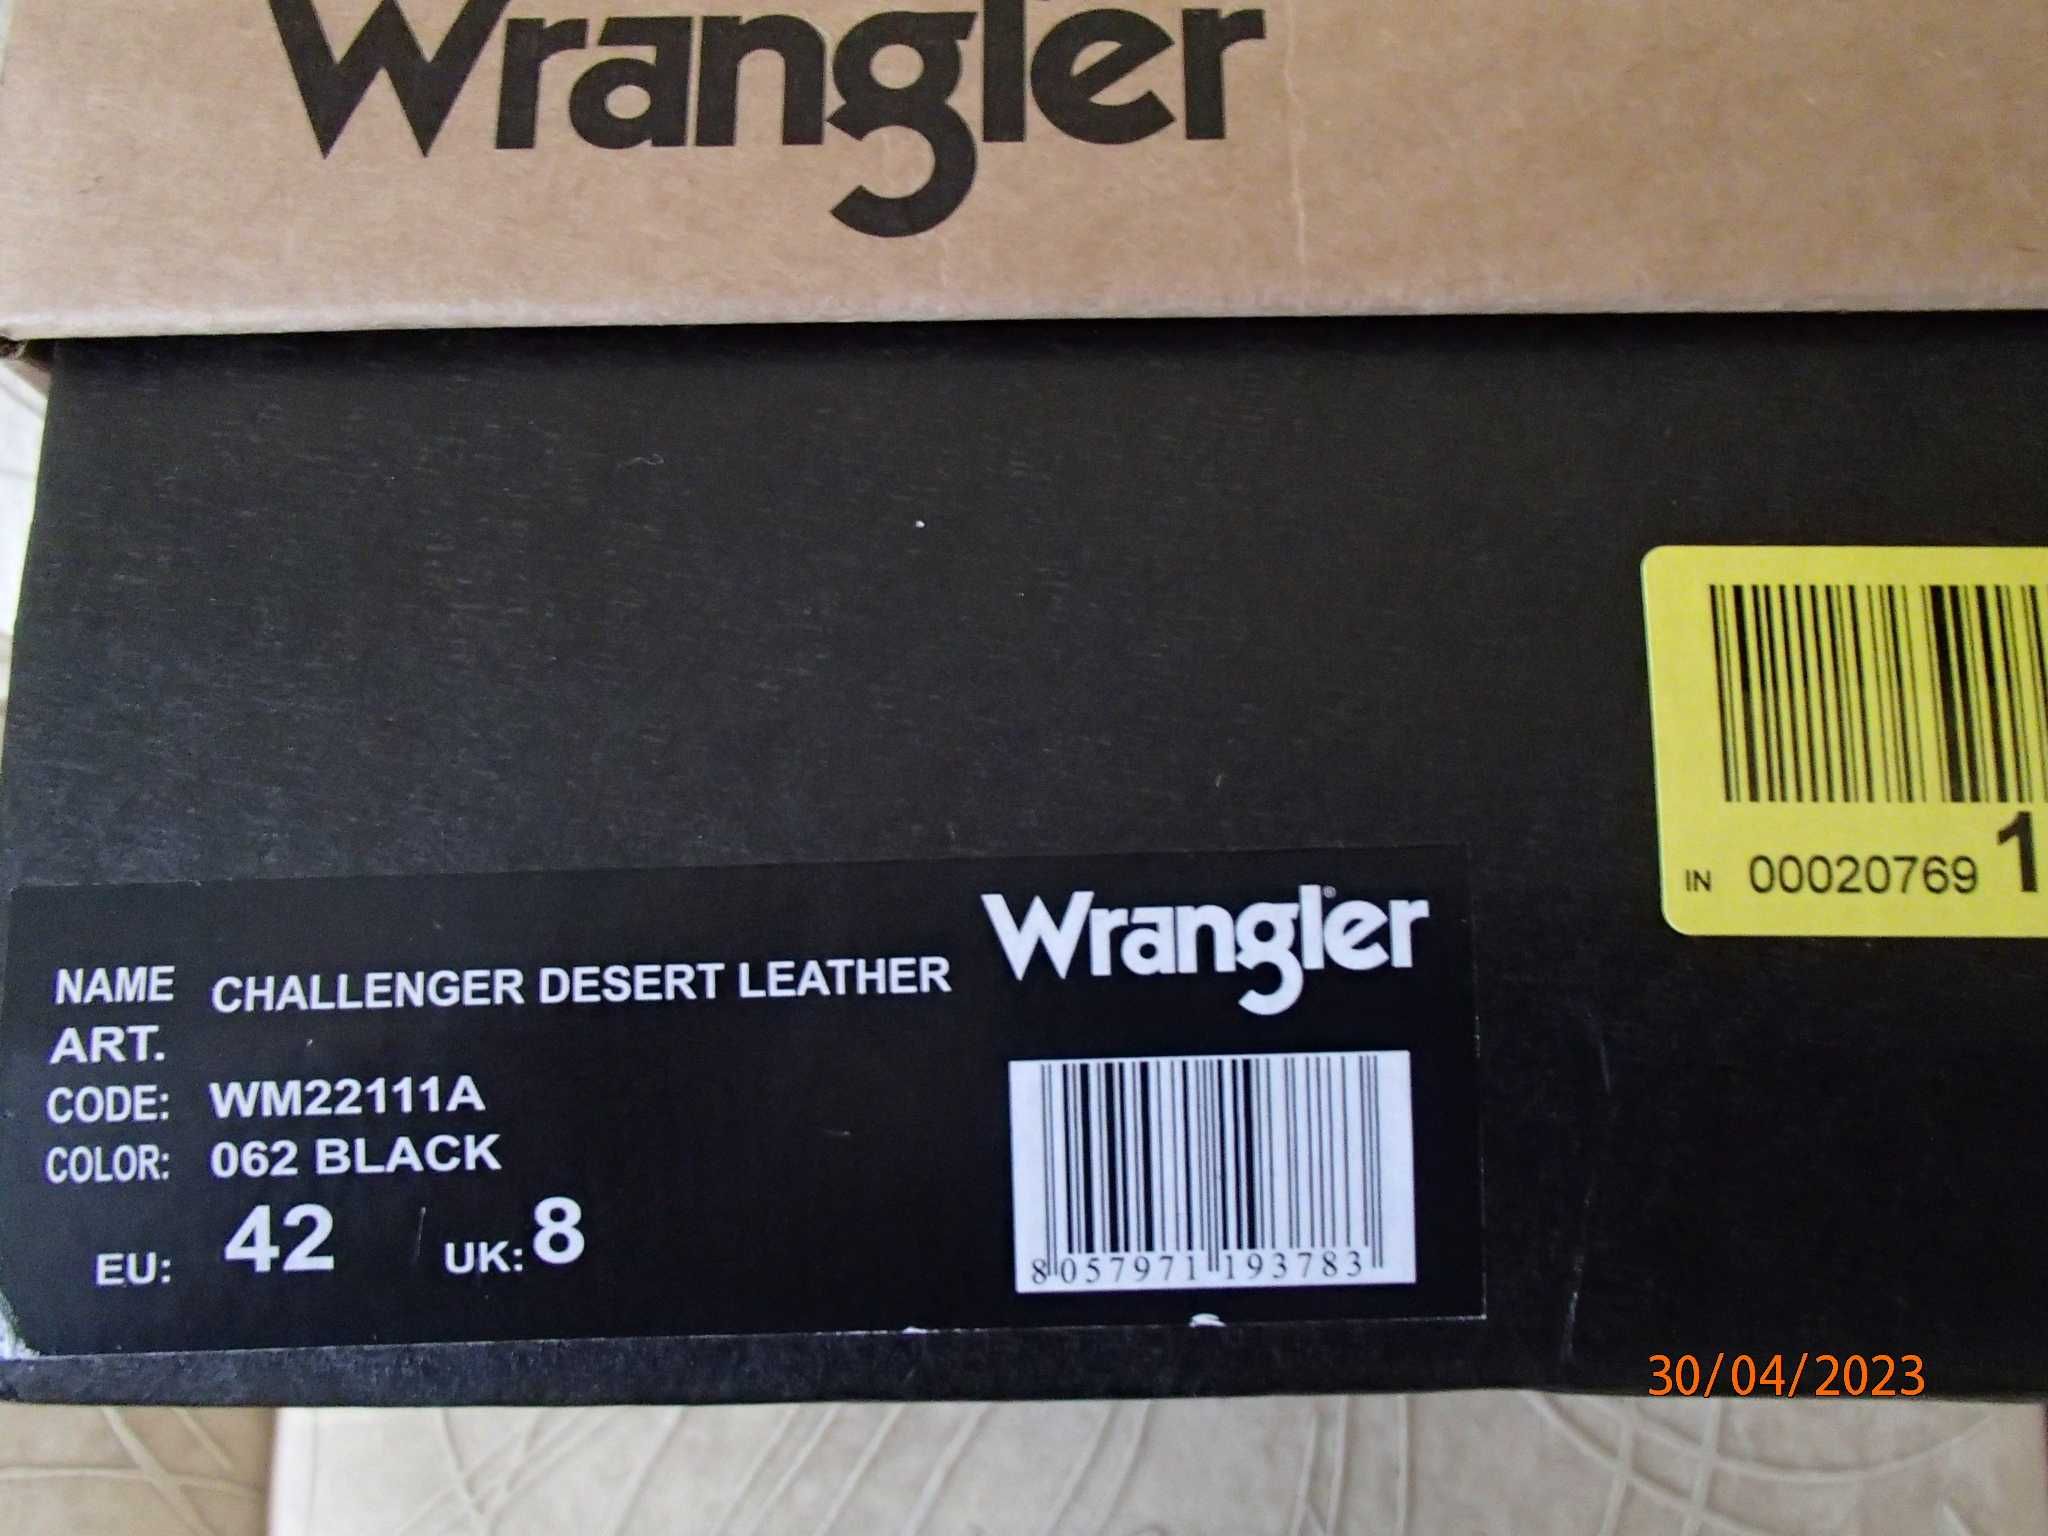 Wrangler
IN 00020769 1
NAME CHALLENGER DESERT LEATHER
Wrangler®
ART.
CODE: WM22111A
COLOR: 062 BLACK
EU: 42 UK: 8
8 057971 193783
30/04/2023